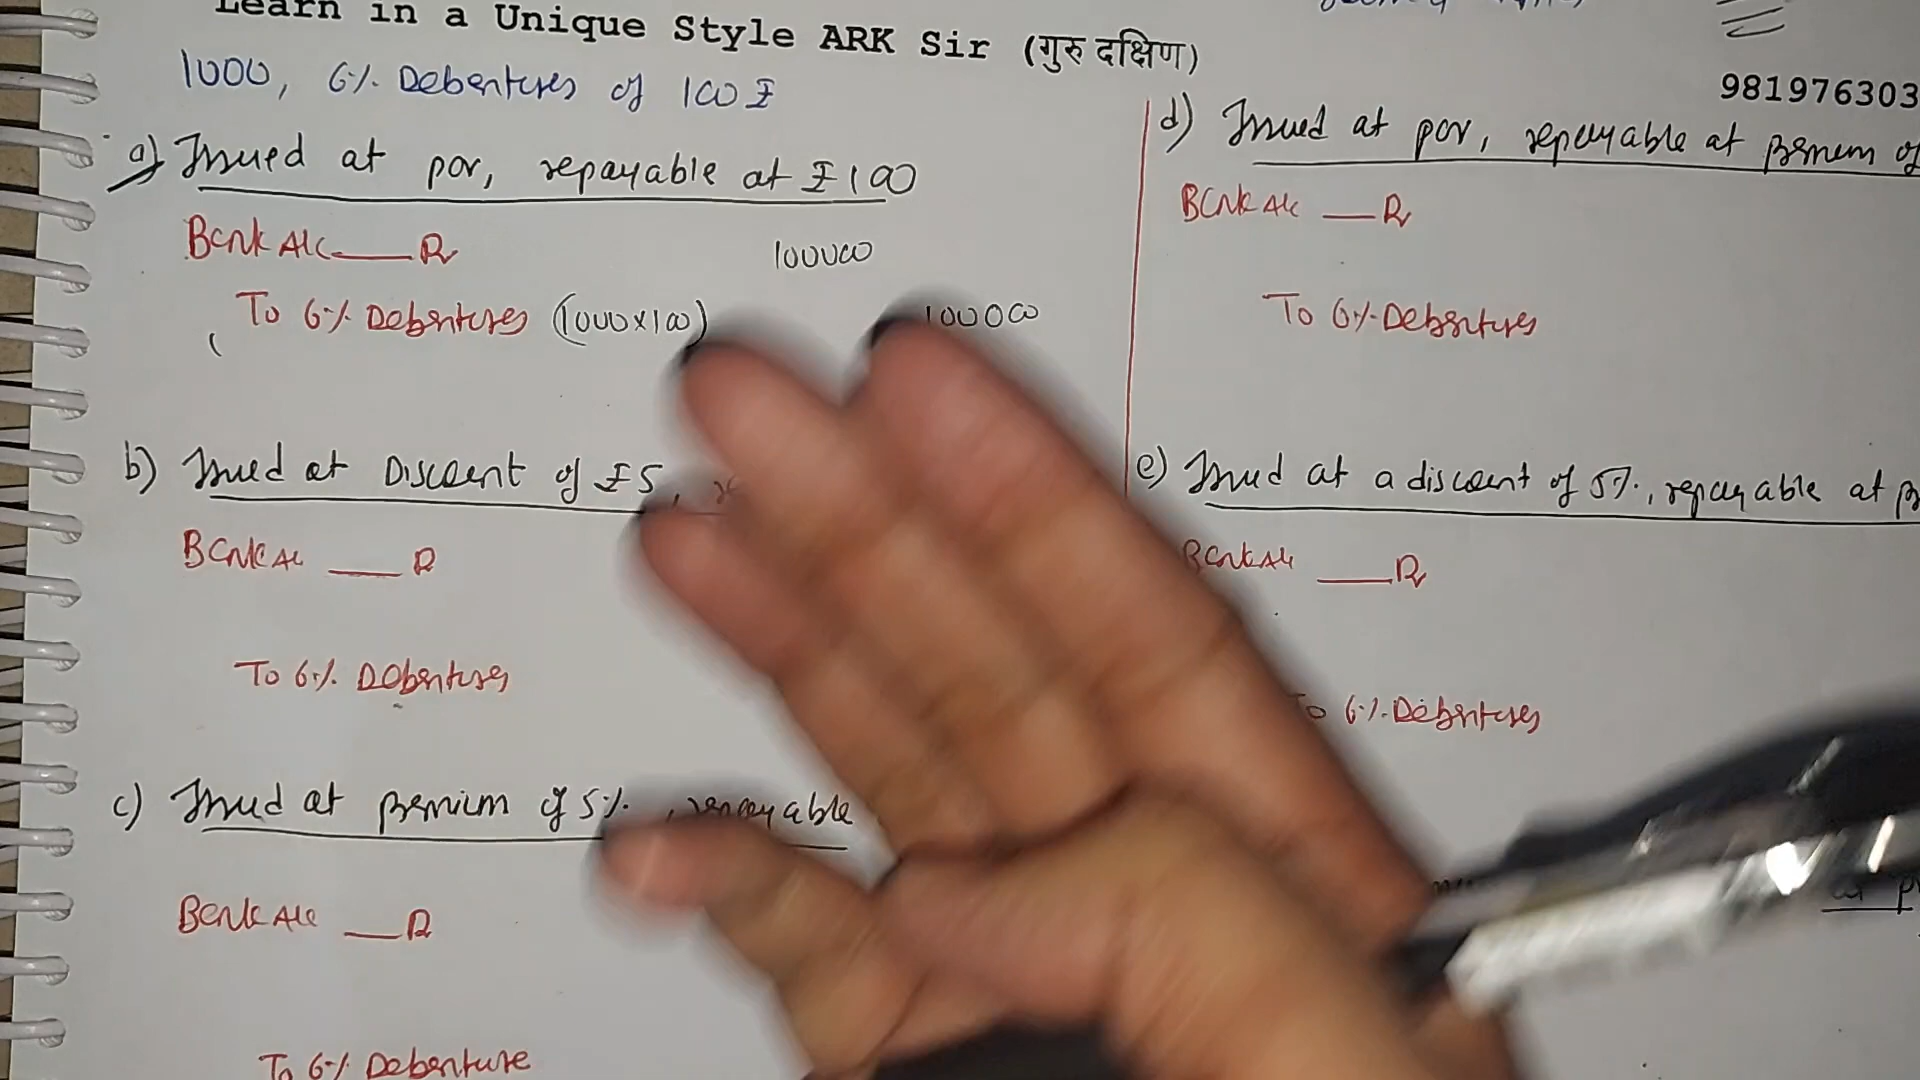 Learn in a Unique Style ARK Sir (गुरु दक्षिण)
981976303
1000, 6% Debentures of 100 ₹
a) Issued at par, repayable at ₹100
Bank A/c ___ Dr 100000
To 6% Debentures (1000×100) 100000
b) Issued at Discount of ₹5,
Bank A/c ___ Dr
To 6% Debentures
c) Issued at premium of 5%, repayable
Bank A/c ___ Dr
To 6% Debenture
d) Issued at par, repayable at premium of
Bank A/c ___ Dr
To 6% Debentures
e) Issued at a discount of 5%, repayable at
Bank A/c ___ Dr
To 6% Debentures